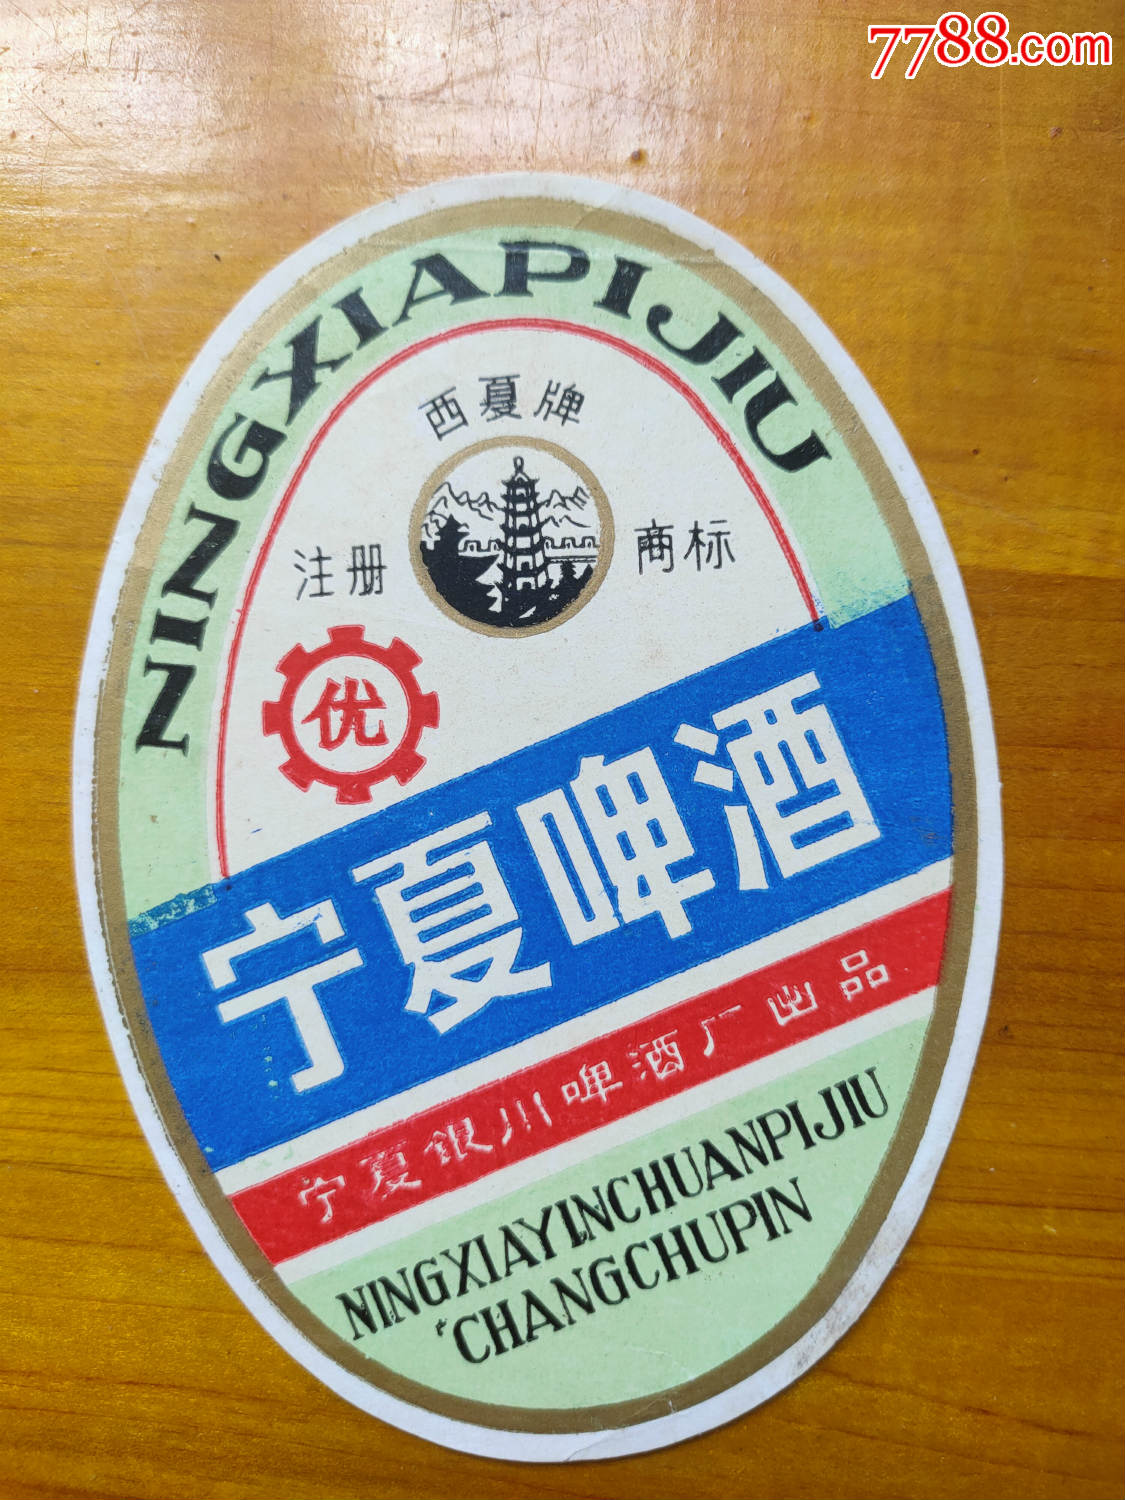 7788.com
NINGXIAPIJIU
西夏牌
注册 商标
优
宁夏啤酒
宁夏银川啤酒厂出品
NINGXIAYINCHUANPIJIU
CHANGCHUPIN